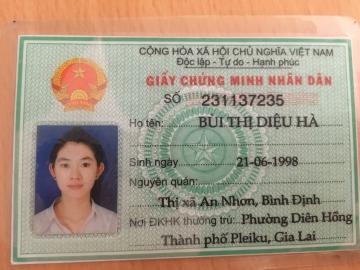 CỘNG HÒA XÃ HỘI CHỦ NGHĨA VIỆT NAM
Độc lập - Tự do - Hạnh phúc
GIẤY CHỨNG MINH NHÂN DÂN
SỐ 231137235
Họ tên: BÙI THỊ DIỆU HÀ
Sinh ngày 21-06-1998
Nguyên quán:
Thị xã An Nhơn, Bình Định
Nơi ĐKHK thường trú: Phường Diên Hồng
Thành phố Pleiku, Gia Lai